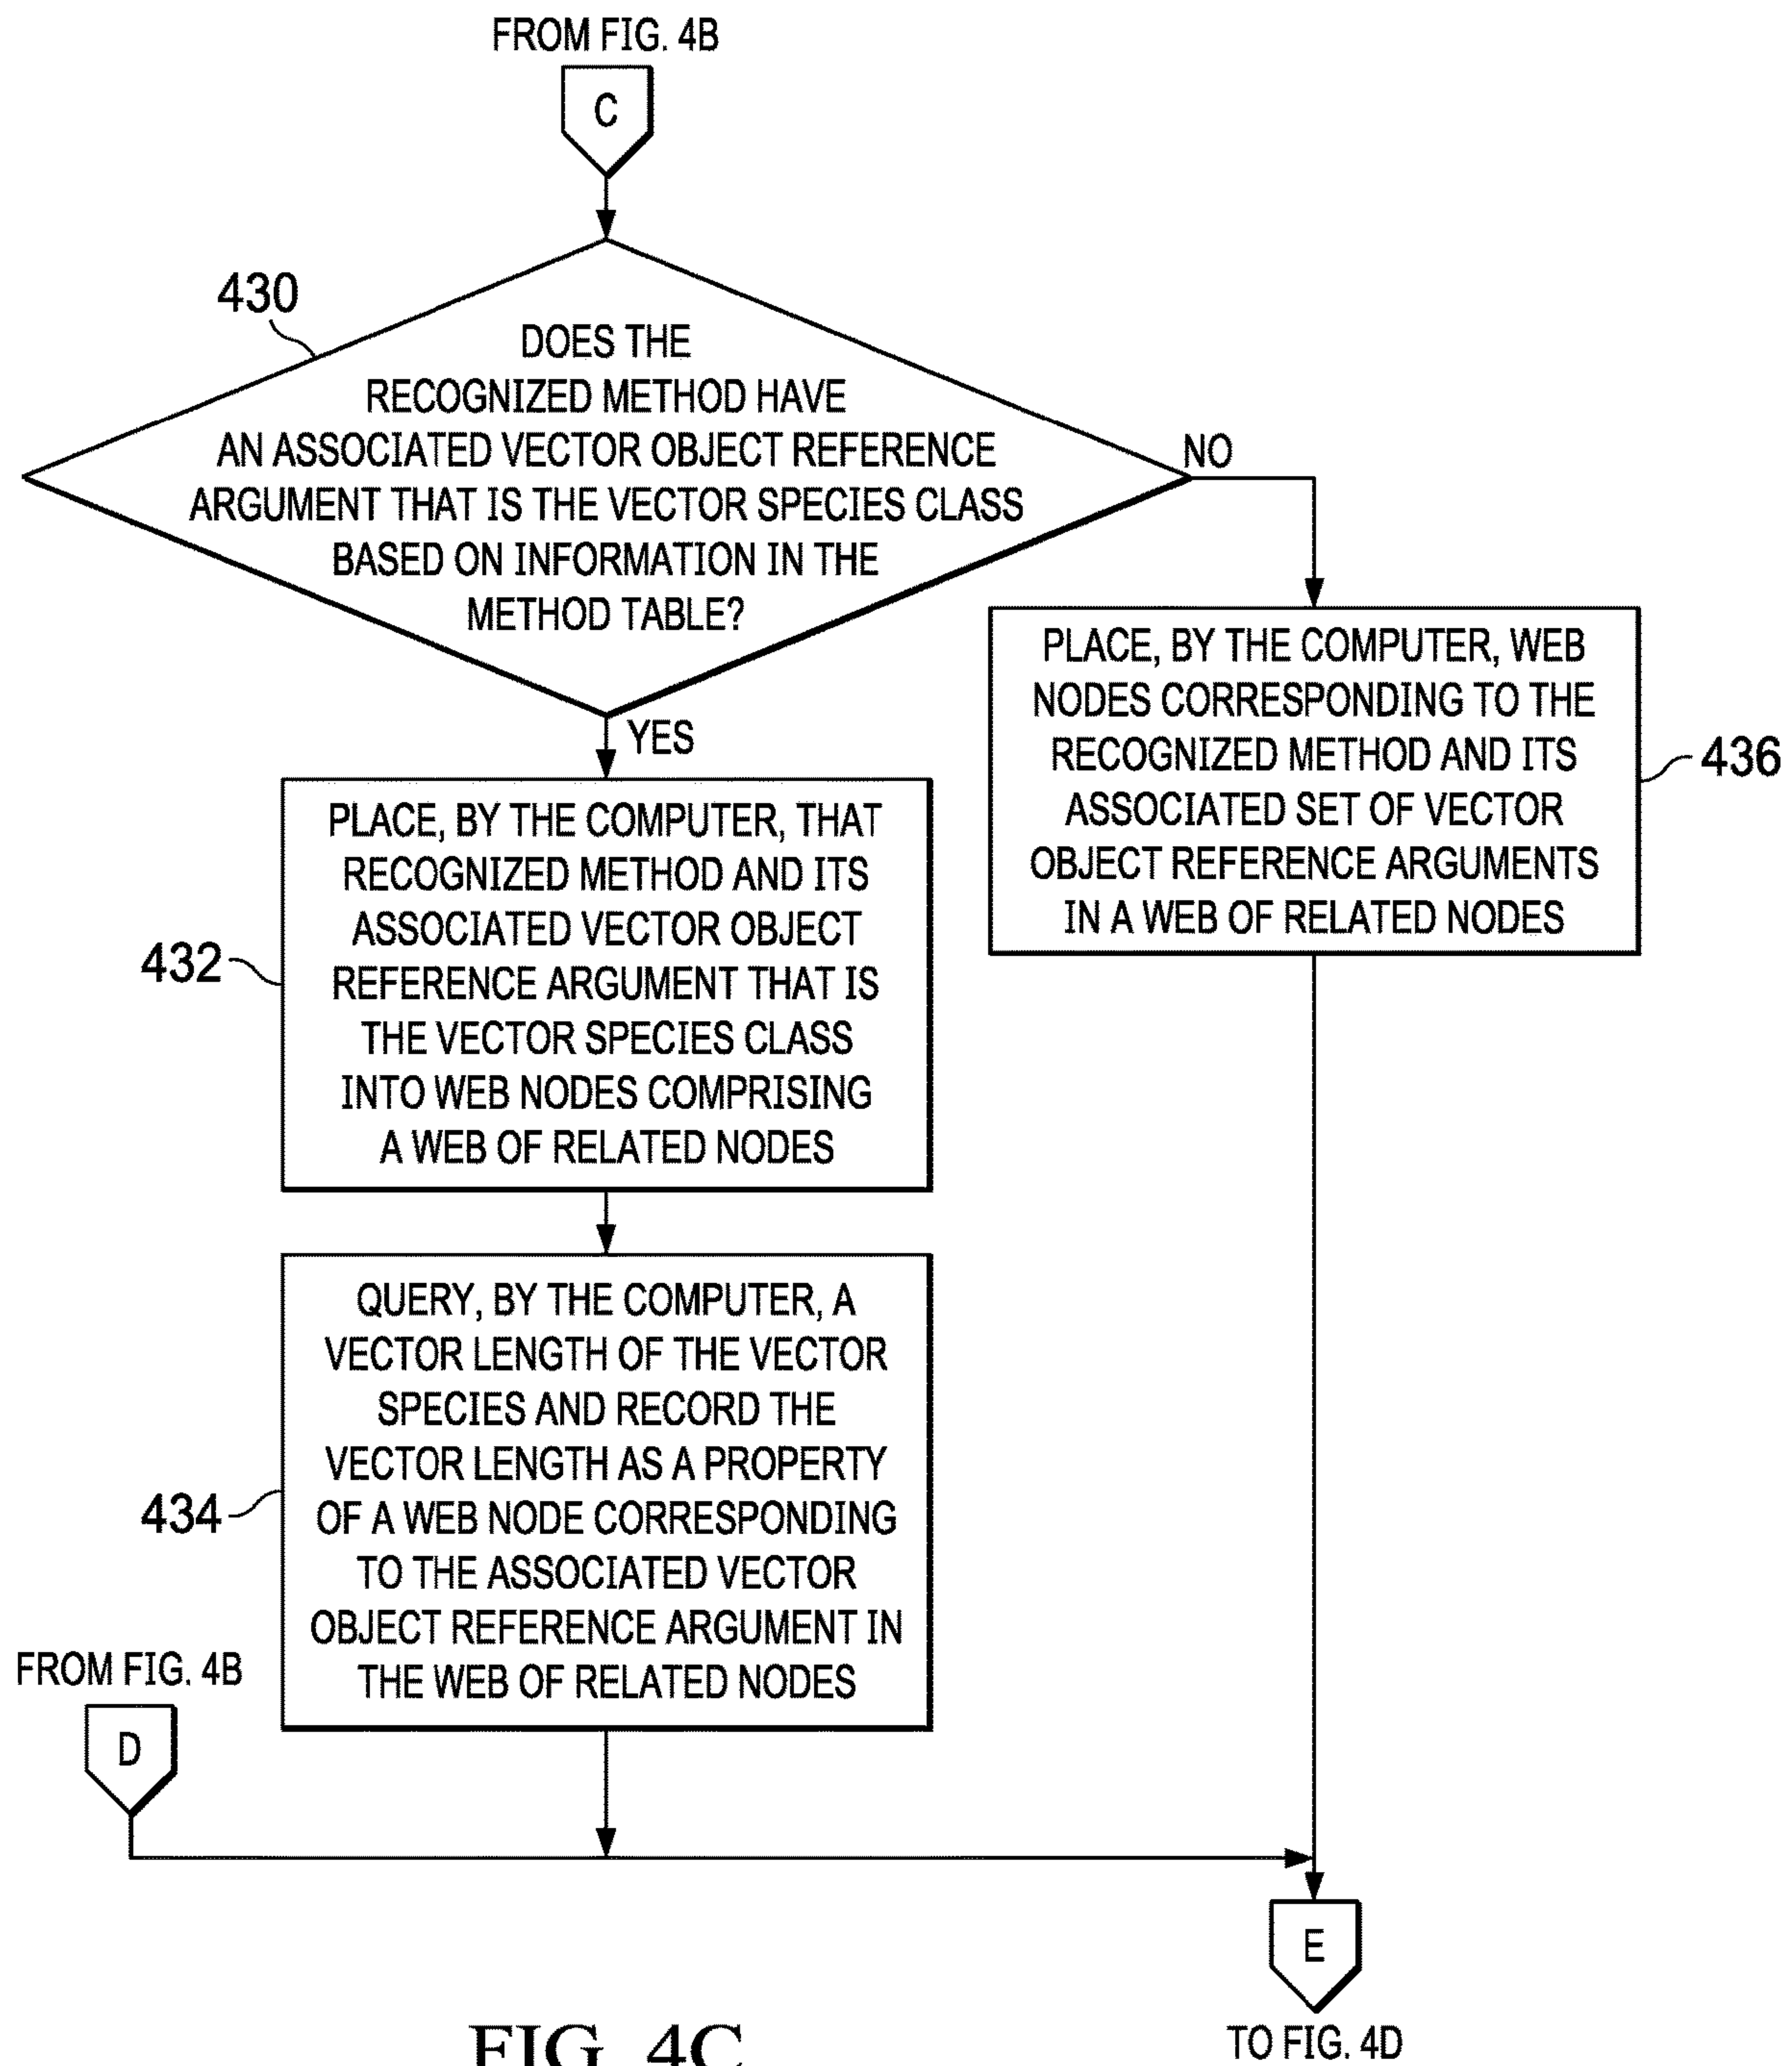 FROM FIG. 4B
C
430
DOES THE
RECOGNIZED METHOD HAVE
AN ASSOCIATED VECTOR OBJECT REFERENCE
ARGUMENT THAT IS THE VECTOR SPECIES CLASS
BASED ON INFORMATION IN THE
METHOD TABLE?
NO
YES
PLACE, BY THE COMPUTER, WEB
NODES CORRESPONDING TO THE
RECOGNIZED METHOD AND ITS
ASSOCIATED SET OF VECTOR
OBJECT REFERENCE ARGUMENTS
IN A WEB OF RELATED NODES
436
PLACE, BY THE COMPUTER, THAT
RECOGNIZED METHOD AND ITS
ASSOCIATED VECTOR OBJECT
REFERENCE ARGUMENT THAT IS
THE VECTOR SPECIES CLASS
INTO WEB NODES COMPRISING
A WEB OF RELATED NODES
432
QUERY, BY THE COMPUTER, A
VECTOR LENGTH OF THE VECTOR
SPECIES AND RECORD THE
VECTOR LENGTH AS A PROPERTY
OF A WEB NODE CORRESPONDING
TO THE ASSOCIATED VECTOR
OBJECT REFERENCE ARGUMENT IN
THE WEB OF RELATED NODES
434
FROM FIG. 4B
D
E
TO FIG. 4D
FIG. 4C